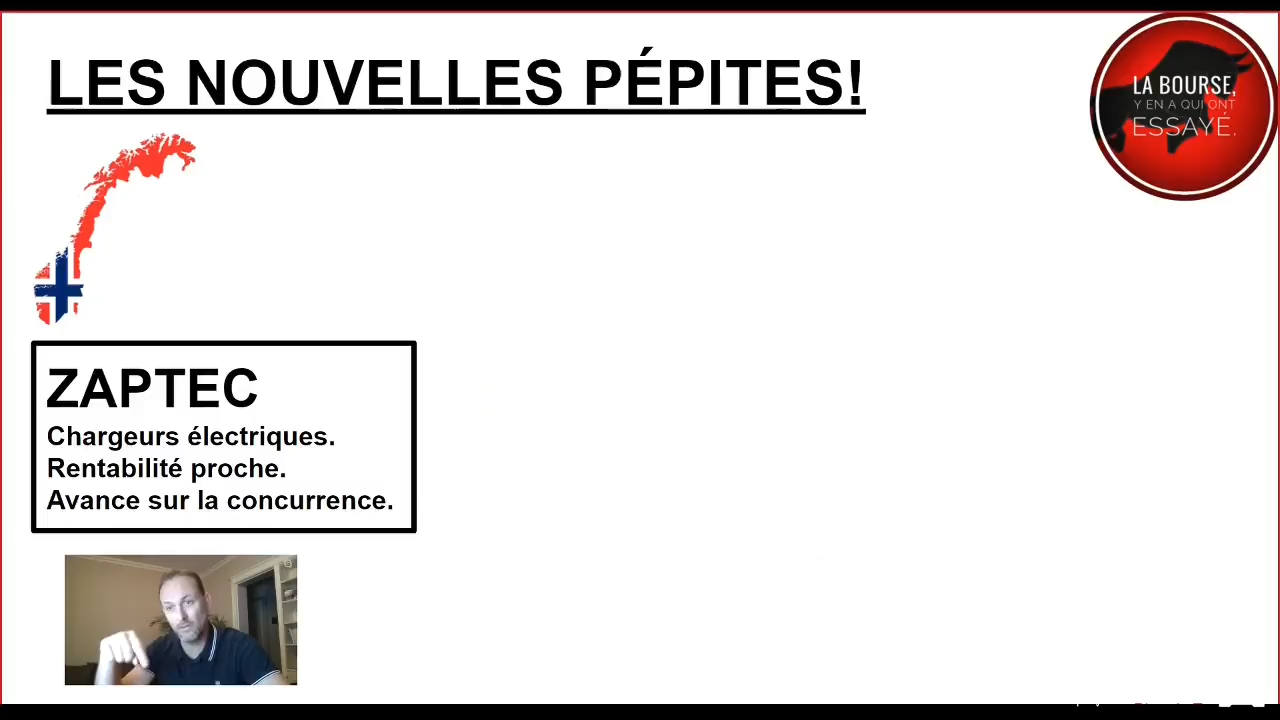 LES NOUVELLES PÉPITES!
LA BOURSE,
Y EN A QUI ONT
ESSAYÉ.
ZAPTEC
Chargeurs électriques.
Rentabilité proche.
Avance sur la concurrence.